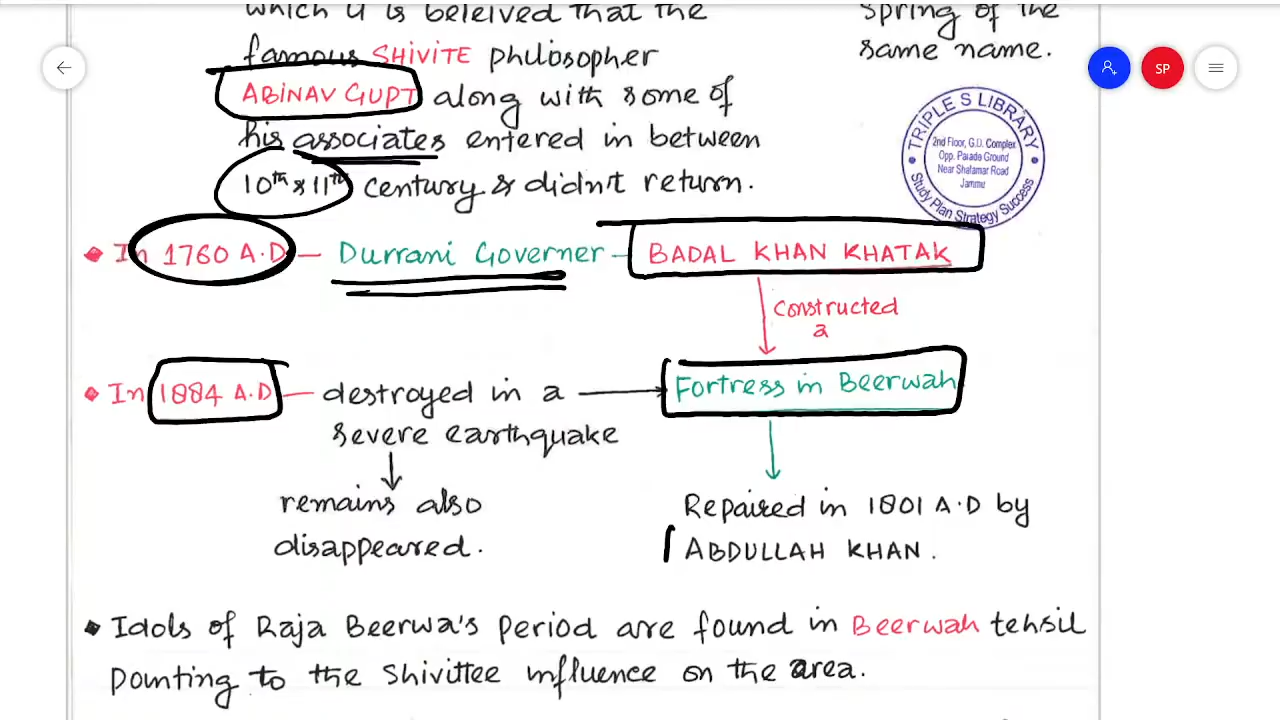 which it is beleived that the
famous SHIVITE philosopher
ABINAV GUPT along with some of
his associates entered in between
10th & 11th century & didn't return.
spring of the
same name.
SP
TRIPLE S LIBRARY
2nd Floor, G.D. Complex
Opp. Parade Ground
Near Shalamar Road
Jammu
Study Plan Strategy Success
• In 1760 A.D — Durrani Governer — BADAL KHAN KHATAK
constructed
a
• In 1884 A.D — destroyed in a → Fortress in Beerwah
severe earthquake
remains also
disappeared.
Repaired in 1801 A.D by
ABDULLAH KHAN.
• Idols of Raja Beerwa's period are found in Beerwah tehsil
pointing to the Shivittee influence on the area.